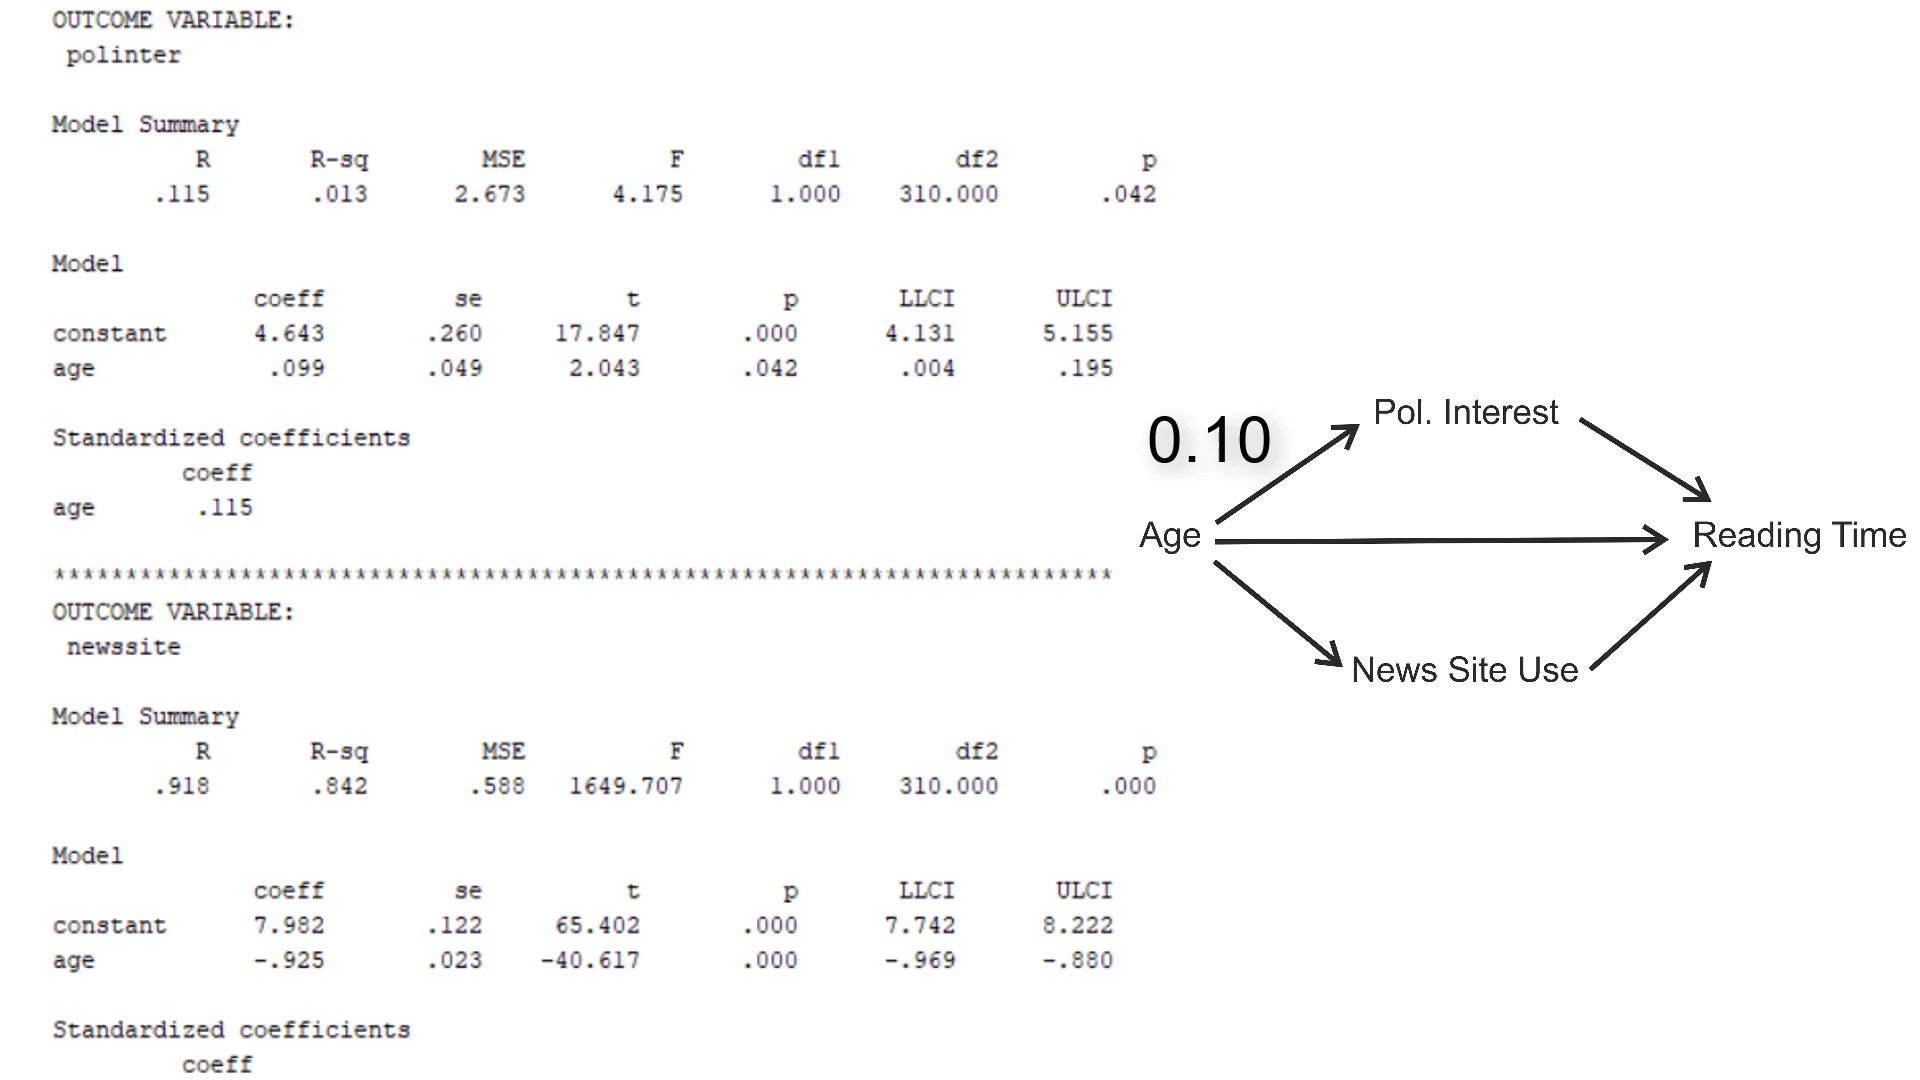 OUTCOME VARIABLE:
polinter
Model Summary
R R-sq MSE F df1 df2 p
.115 .013 2.673 4.175 1.000 310.000 .042
Model
coeff se t p LLCI ULCI
constant 4.643 .260 17.847 .000 4.131 5.155
age .099 .049 2.043 .042 .004 .195
Standardized coefficients
coeff
age .115
**************************************************************************
OUTCOME VARIABLE:
newssite
Model Summary
R R-sq MSE F df1 df2 p
.918 .842 .588 1649.707 1.000 310.000 .000
Model
coeff se t p LLCI ULCI
constant 7.982 .122 65.402 .000 7.742 8.222
age -.925 .023 -40.617 .000 -.969 -.880
Standardized coefficients
coeff
Pol. Interest
0.10
Age
Reading Time
News Site Use